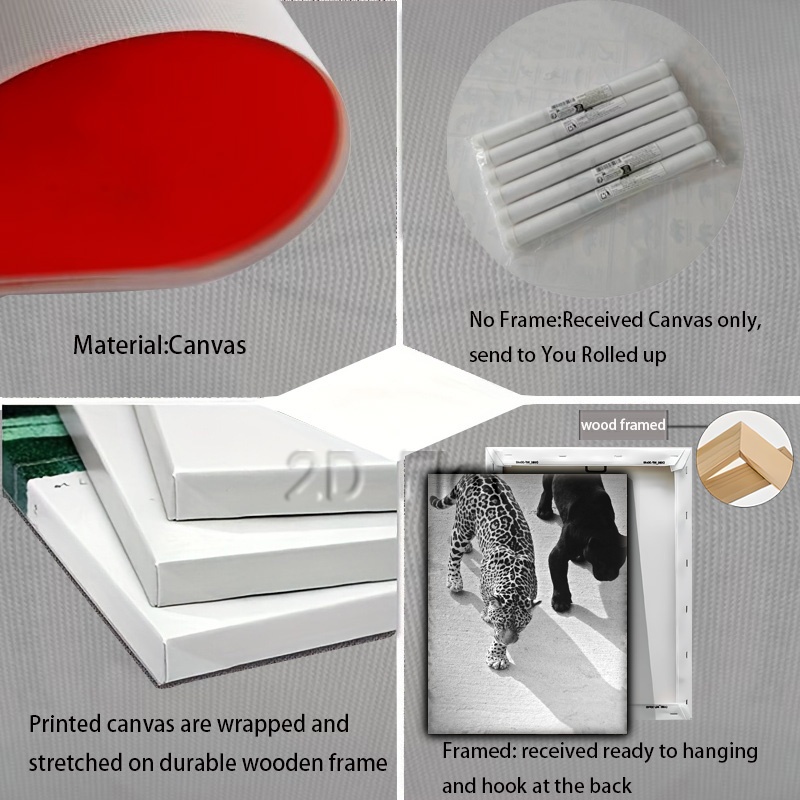 Material:Canvas
No Frame:Received Canvas only,
send to You Rolled up
2D
wood framed
Printed canvas are wrapped and
stretched on durable wooden frame
Framed: received ready to hanging
and hook at the back